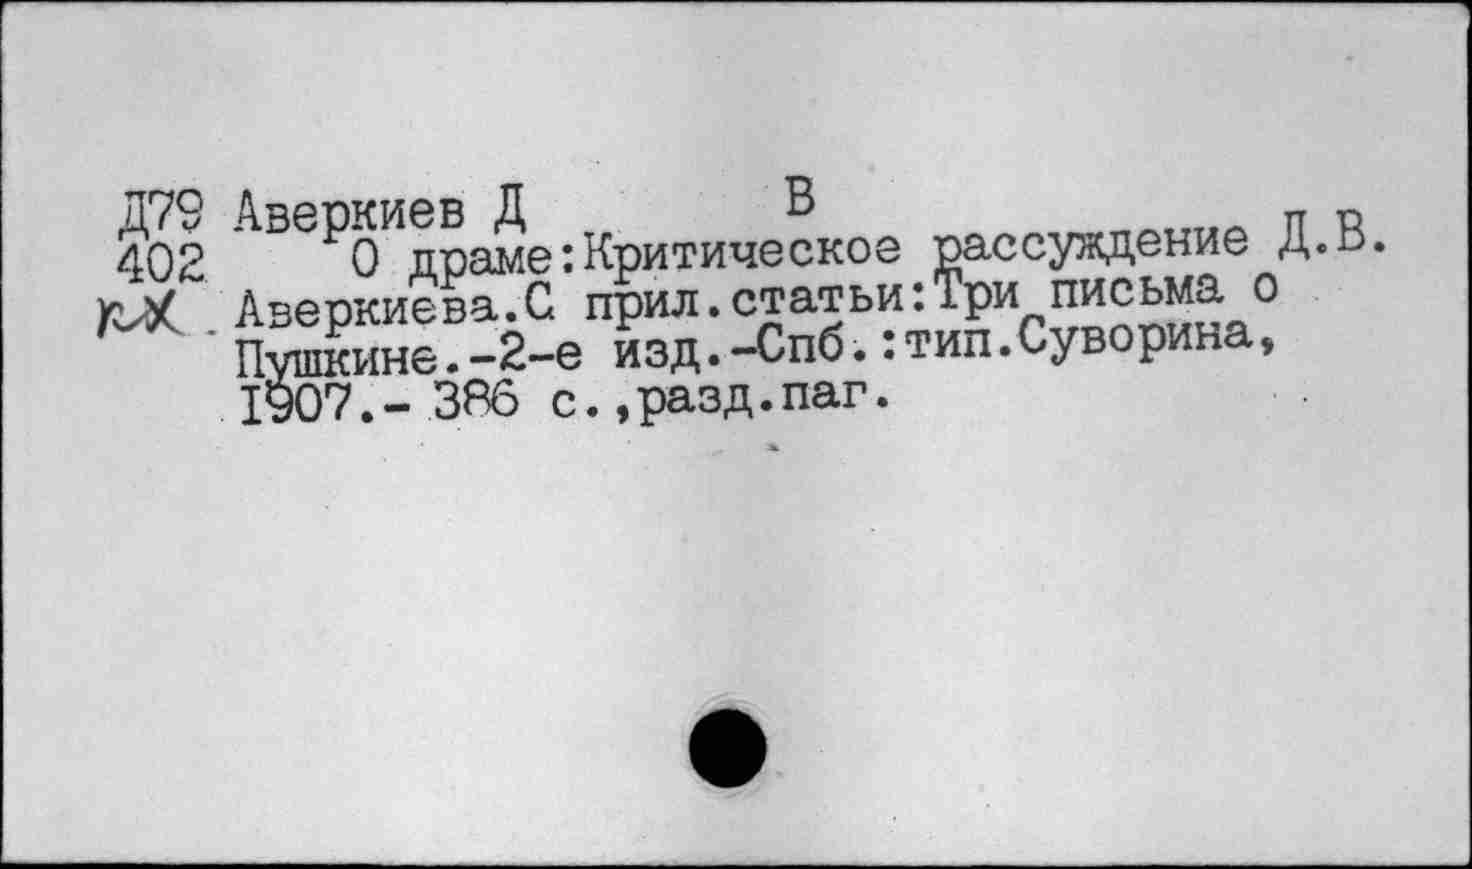 Д79 Аверкиев Д В
402 О драме:Критическое рассуждение Д.В.
Аверкиева.С прил.статьи:Три письма о
Пушкине.-2-е изд.-Спб.:тип.Суворина,
1907.- 386 с.,разд.паг.